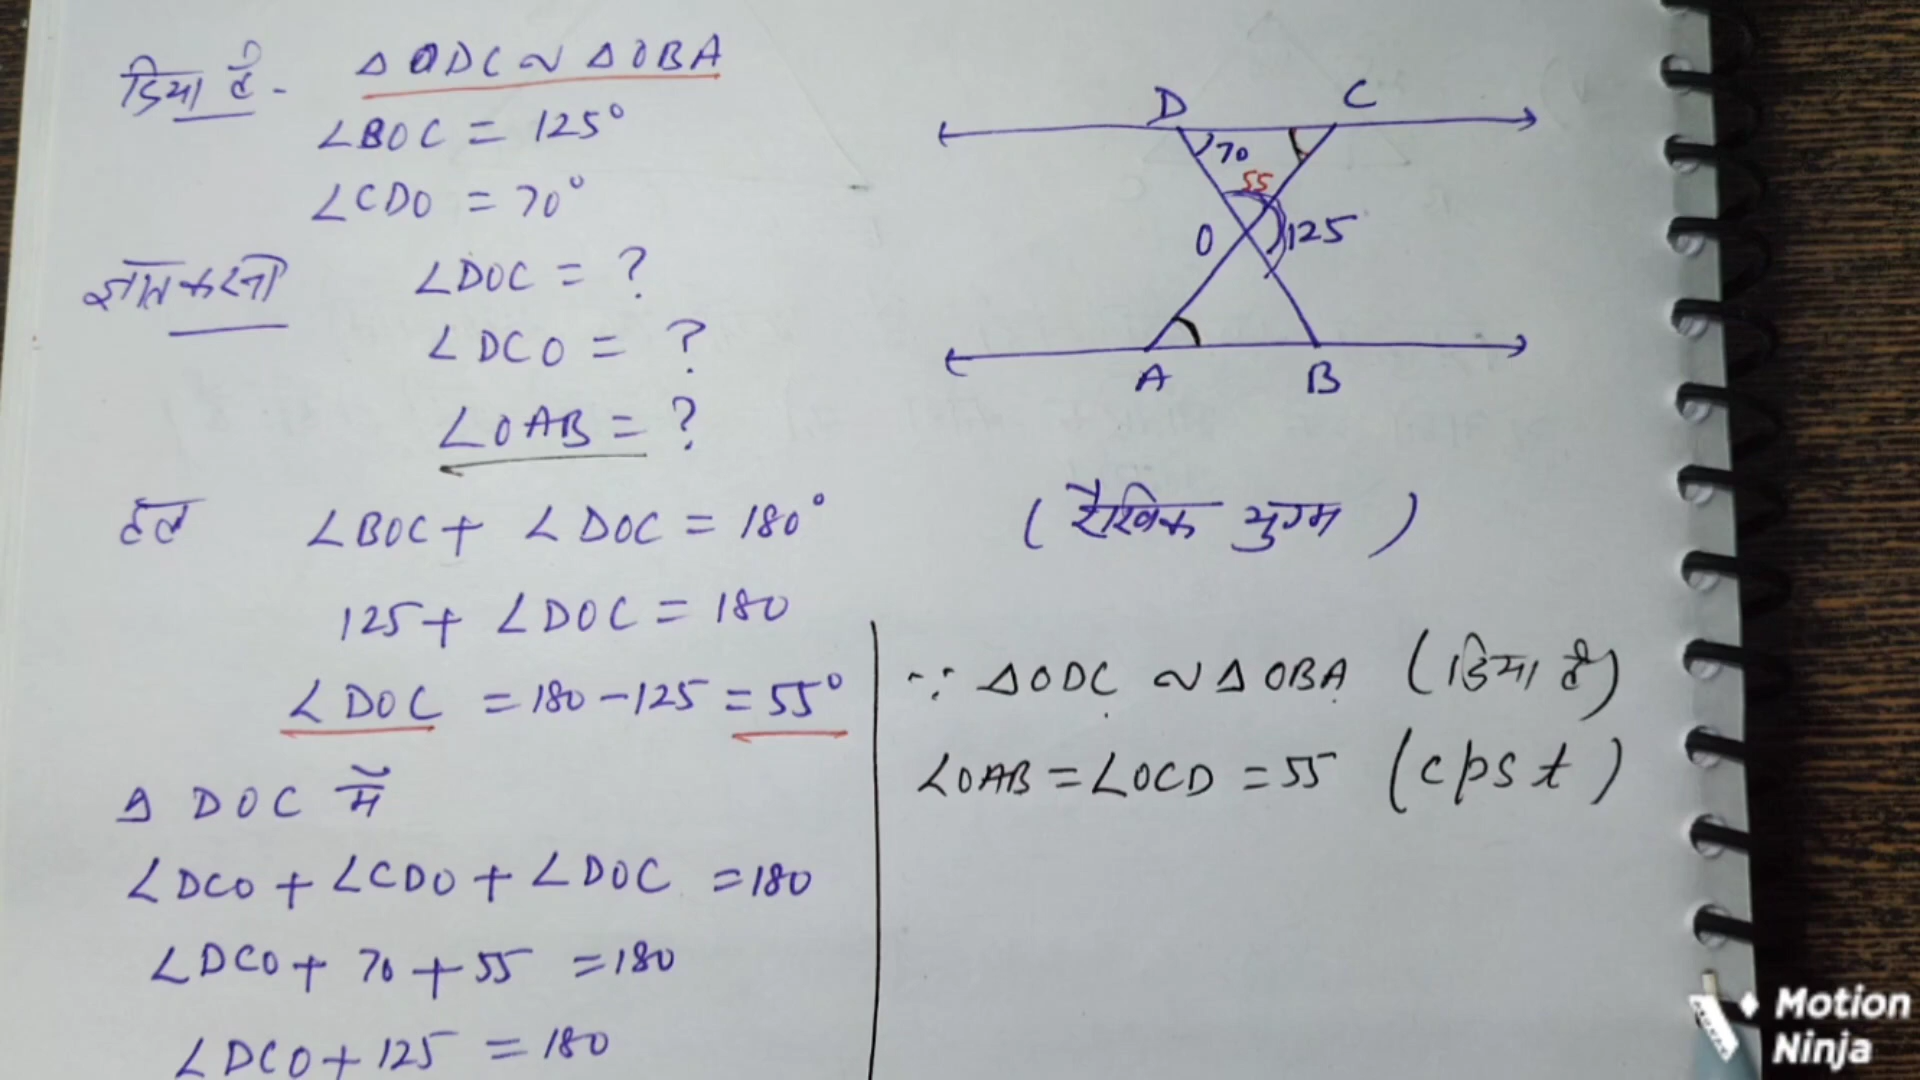 दिया है - △ODC ~ △OBA
∠BOC = 125°
∠CDO = 70°
ज्ञात करना ∠DOC = ?
∠DCO = ?
∠OAB = ?
D C
70
55
O 125
A B
हल ∠BOC + ∠DOC = 180° (रैखिक युग्म)
125 + ∠DOC = 180
∠DOC = 180 - 125 = 55°
△ DOC में
∠DCO + ∠CDO + ∠DOC = 180
∠DCO + 70 + 55 = 180
∠DCO + 125 = 180
∵ △ODC ~ △OBA (दिया है)
∠OAB = ∠OCD = 55 (cpst)
Motion
Ninja